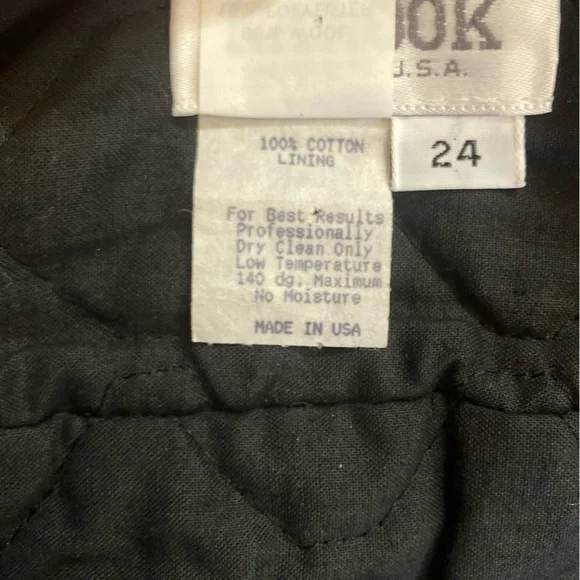 OOK
U.S.A.
100% COTTON
LINING
24
For Best Results
Professionally
Dry Clean Only
Low Temperature
140 dg. Maximum
No Moisture
MADE IN USA